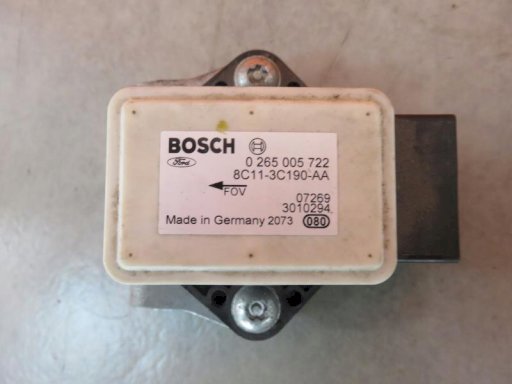 BOSCH
Ford 0 265 005 722
8C11-3C190-AA
FOV 07269
3010294
Made in Germany 2073 080